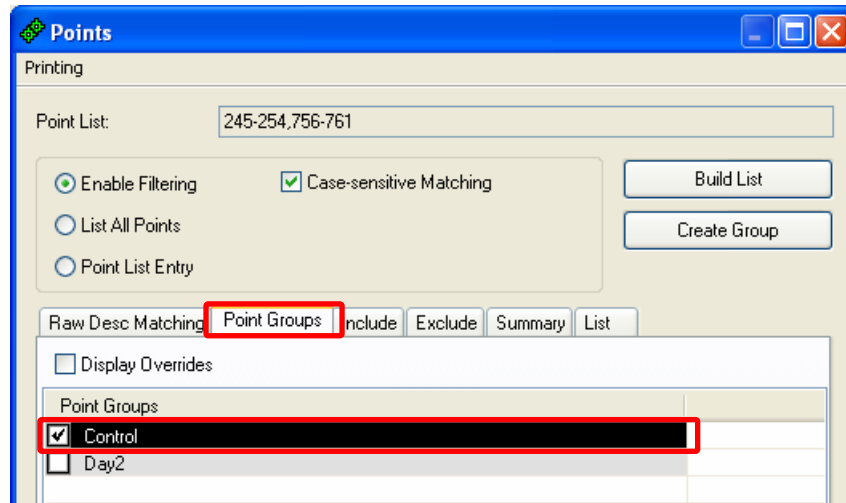 Points
Printing
Point List: 245-254,756-761
Enable Filtering Case-sensitive Matching Build List
List All Points Create Group
Point List Entry
Raw Desc Matching Point Groups Include Exclude Summary List
Display Overrides
Point Groups
Control
Day2